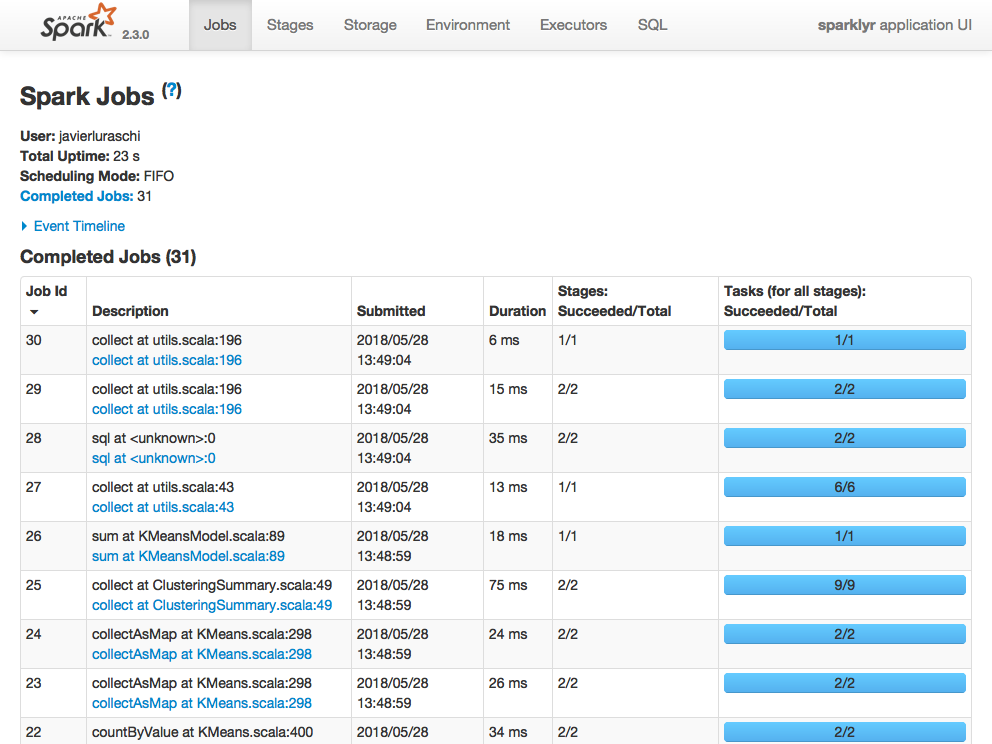 APACHE
Spark 2.3.0 Jobs Stages Storage Environment Executors SQL sparklyr application UI
Spark Jobs (?)
User: javierluraschi
Total Uptime: 23 s
Scheduling Mode: FIFO
Completed Jobs: 31
Event Timeline
Completed Jobs (31)
Job Id Stages: Tasks (for all stages):
Description Submitted Duration Succeeded/Total Succeeded/Total
30 collect at utils.scala:196 2018/05/28 6 ms 1/1 1/1
collect at utils.scala:196 13:49:04
29 collect at utils.scala:196 2018/05/28 15 ms 2/2 2/2
collect at utils.scala:196 13:49:04
28 sql at <unknown>:0 2018/05/28 35 ms 2/2 2/2
sql at <unknown>:0 13:49:04
27 collect at utils.scala:43 2018/05/28 13 ms 1/1 6/6
collect at utils.scala:43 13:49:04
26 sum at KMeansModel.scala:89 2018/05/28 18 ms 1/1 1/1
sum at KMeansModel.scala:89 13:48:59
25 collect at ClusteringSummary.scala:49 2018/05/28 75 ms 2/2 9/9
collect at ClusteringSummary.scala:49 13:48:59
24 collectAsMap at KMeans.scala:298 2018/05/28 24 ms 2/2 2/2
collectAsMap at KMeans.scala:298 13:48:59
23 collectAsMap at KMeans.scala:298 2018/05/28 26 ms 2/2 2/2
collectAsMap at KMeans.scala:298 13:48:59
22 countByValue at KMeans.scala:400 2018/05/28 34 ms 2/2 2/2